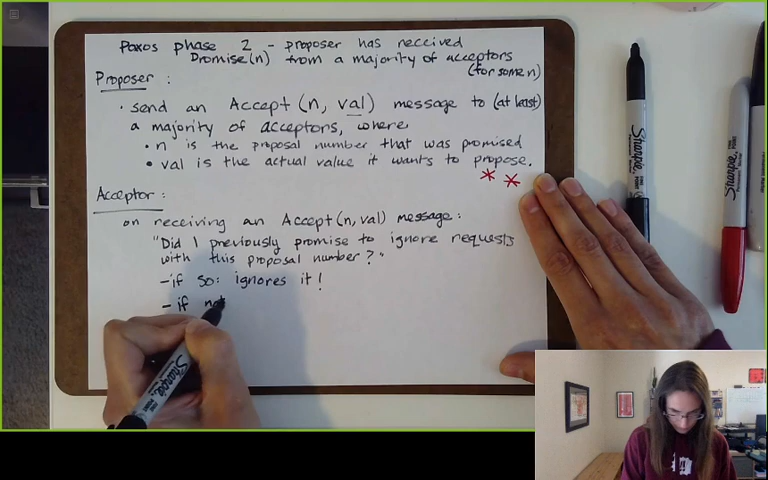 Paxos phase 2 - proposer has received
Promise(n) from a majority of acceptors
(for some n)
Proposer :
• send an Accept (n, val) message to (at least)
a majority of acceptors, where
• n is the proposal number that was promised
• val is the actual value it wants to propose.
* *
Acceptor :
on receiving an Accept(n, val) message:
"Did I previously promise to ignore requests
with this proposal number?"
- if so: ignores it!
- if not
Sharpie
Sharpie
Sharpie